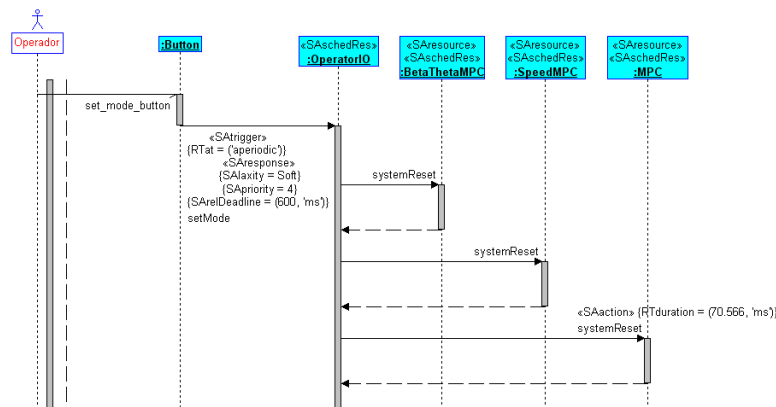 Operador
:Button
«SAschedRes»
:OperatorIO
«SAresource»
«SAschedRes»
:BetaThetaMPC
«SAresource»
«SAschedRes»
:SpeedMPC
«SAresource»
«SAschedRes»
:MPC
set_mode_button
«SAtrigger»
{RTat = ('aperiodic')}
«SAresponse»
{SAlaxity = Soft}
{SApriority = 4}
{SArelDeadline = (600, 'ms')}
setMode
systemReset
systemReset
«SAaction» {RTduration = (70.566, 'ms')}
systemReset